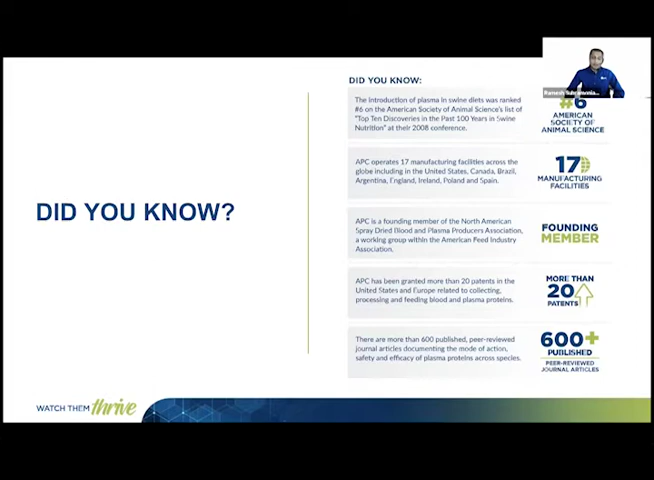 DID YOU KNOW?
DID YOU KNOW:
The introduction of plasma in swine diets was ranked
#6 on the American Society of Animal Science's list of
"Top Ten Discoveries in the Past 100 Years in Swine
Nutrition" at their 2008 conference.
#6
AMERICAN
SOCIETY OF
ANIMAL SCIENCE
APC operates 17 manufacturing facilities across the
globe including in the United States, Canada, Brazil,
Argentina, England, Ireland, Poland and Spain.
17
MANUFACTURING
FACILITIES
APC is a founding member of the North American
Spray Dried Blood and Plasma Producers Association,
a working group within the American Feed Industry
Association.
FOUNDING
MEMBER
APC has been granted more than 20 patents in the
United States and Europe related to collecting,
processing and feeding blood and plasma proteins.
MORE THAN
20
PATENTS
There are more than 600 published, peer-reviewed
journal articles documenting the mode of action,
safety and efficacy of plasma proteins across species.
600+
PUBLISHED
PEER-REVIEWED
JOURNAL ARTICLES
WATCH THEM thrive